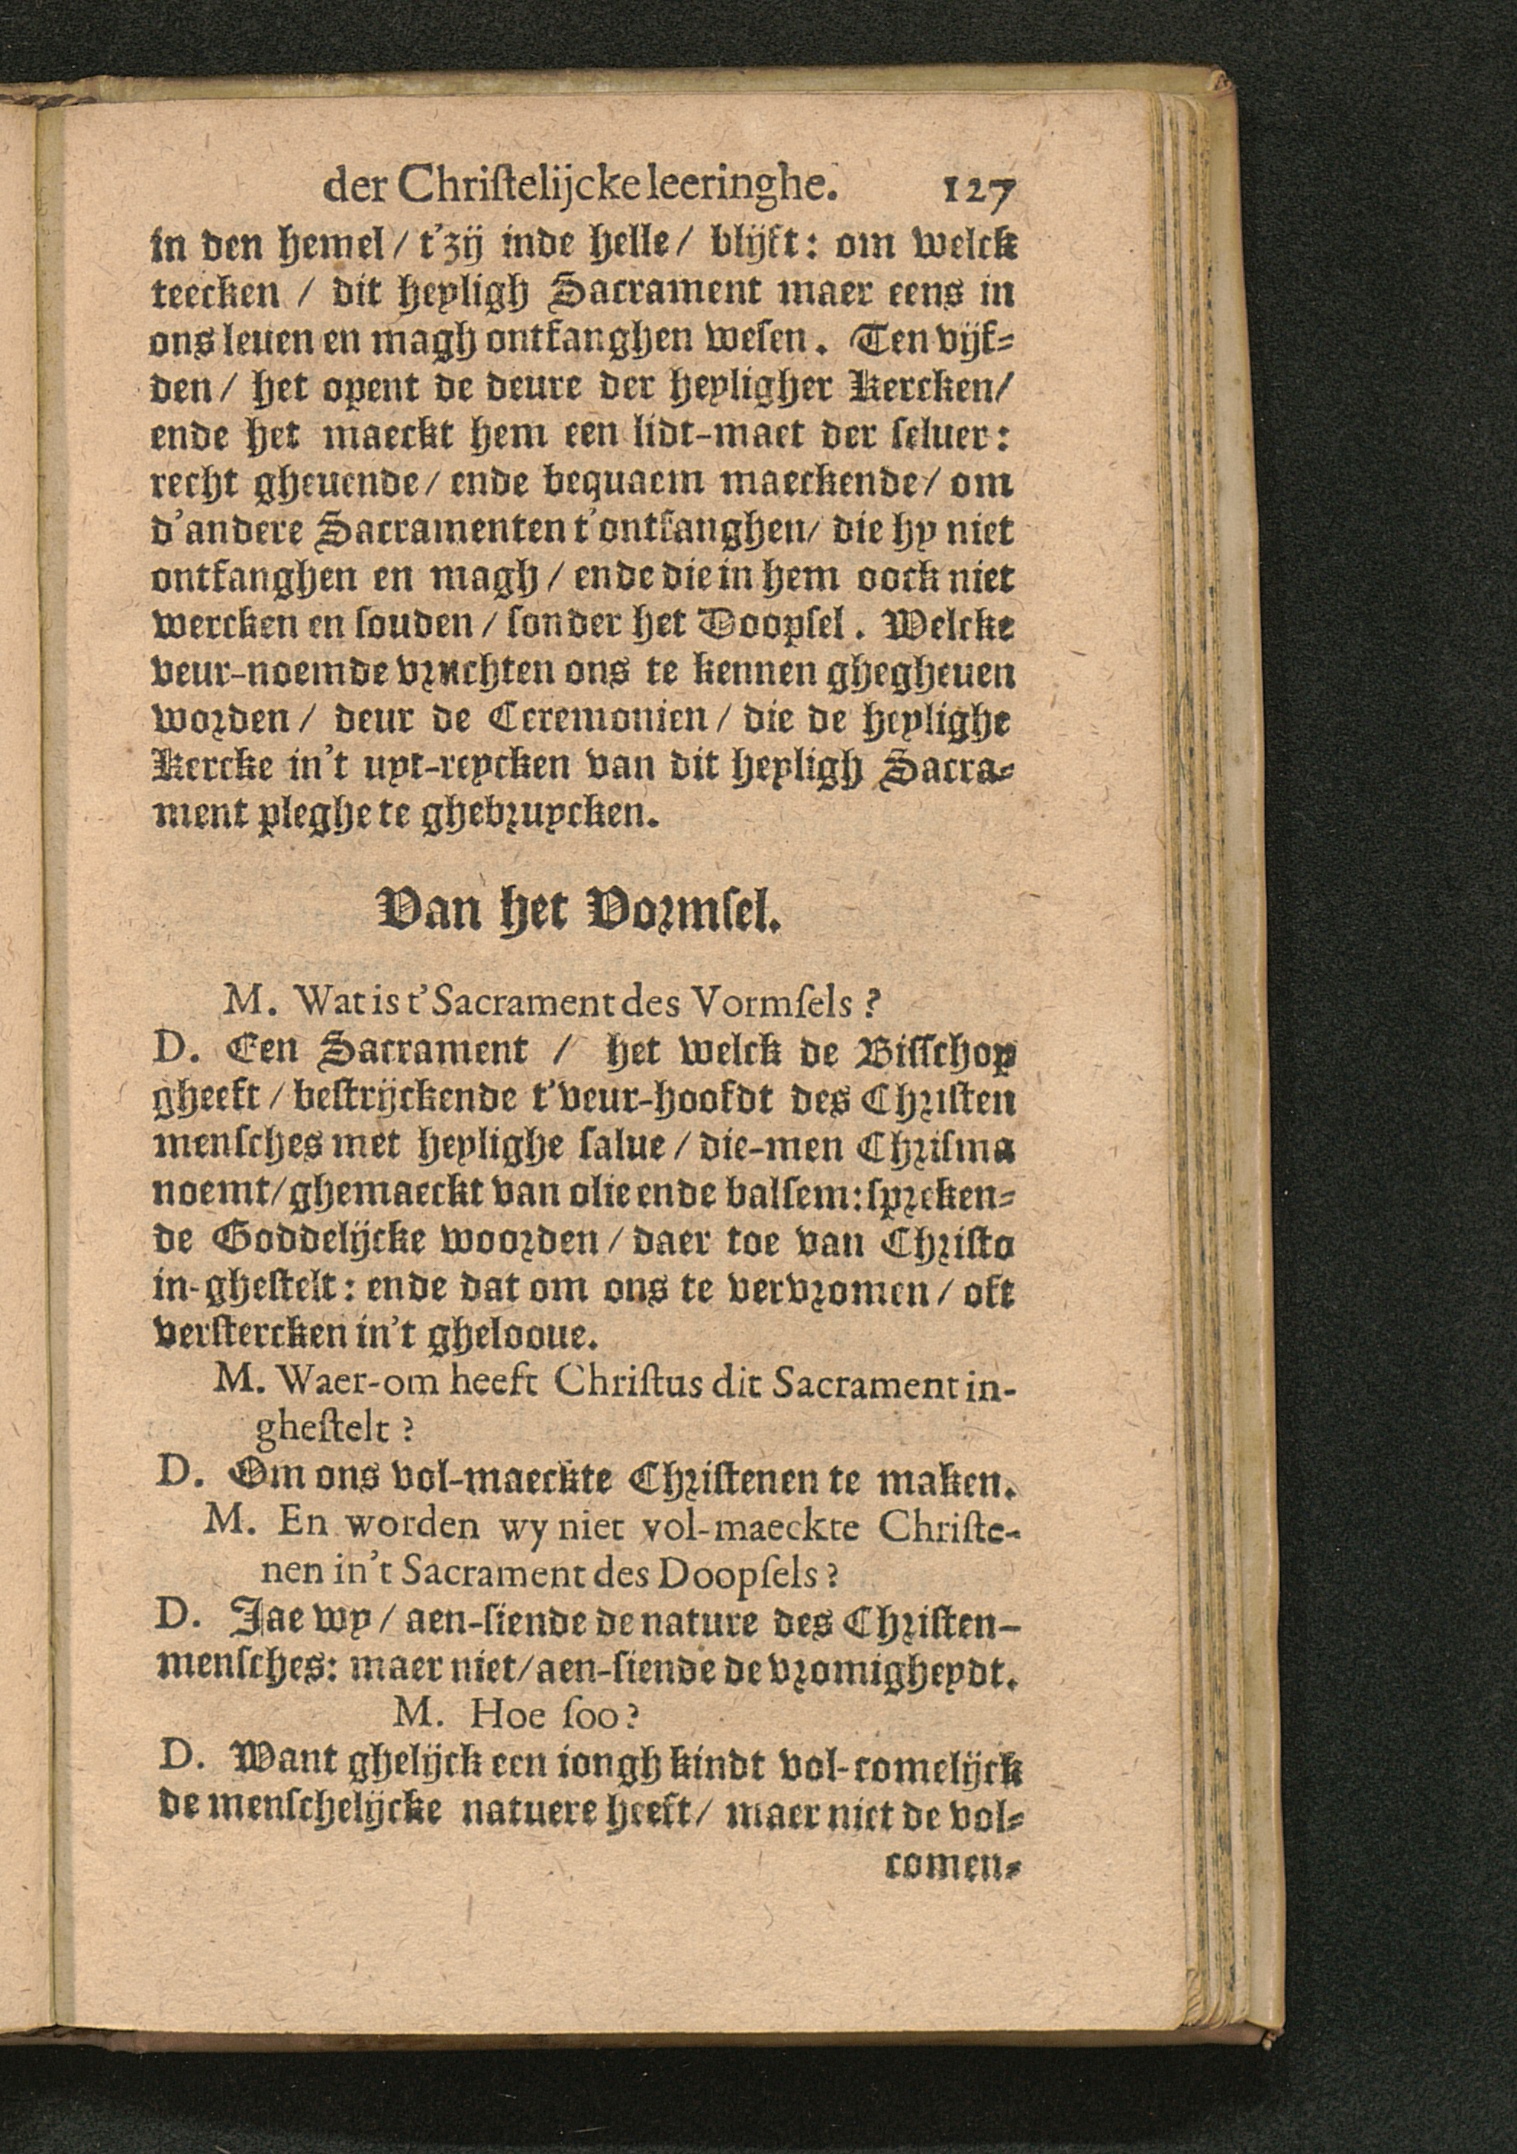 der Christelijcke leeringhe. 127
in den hemel / t'zij inde helle / blijft : om welck
teecken / dit heyligh Sacrament maer eens in
ons leuen en magh ontfanghen wesen. Ten vijf-
den / het opent de deure der heyligher Kercken /
ende het maeckt hem een lidt-maet der seluer :
recht gheuende / ende bequaem maeckende / om
d'andere Sacramenten t'ontfanghen / die hy niet
ontfanghen en magh / ende die in hem oock niet
wercken en souden / sonder het Doopsel. Welcke
veur-noemde vruchten ons te kennen ghegheuen
worden / deur de Ceremonien / die de heylighe
Kercke in't uyt-reycken van dit heyligh Sacra-
ment pleghe te ghebruycken.
Van het Vormsel.
M. Wat is t'Sacrament des Vormsels ?
D. Een Sacrament / het welck de Bisschop
gheeft / bestrijckende t'veur-hoofdt des Christen
mensches met heylighe salue / die-men Chrisma
noemt / ghemaeckt van olie ende balsem : spreken-
de Goddelijcke woorden / daer toe van Christo
in-ghestelt : ende dat om ons te vervromen / oft
verstercken in't ghelooue.
M. Waer-om heeft Christus dit Sacrament in-
ghestelt ?
D. Om ons vol-maeckte Christenen te maken.
M. En worden wy niet vol-maeckte Christe-
nen in't Sacrament des Doopsels ?
D. Jae wy / aen-siende de nature des Christen-
mensches : maer niet / aen-siende de vromigheydt.
M. Hoe soo ?
D. Want ghelijck een iongh kindt vol-comelijck
de menschelijcke natuere heeft / maer niet de vol-
comen-